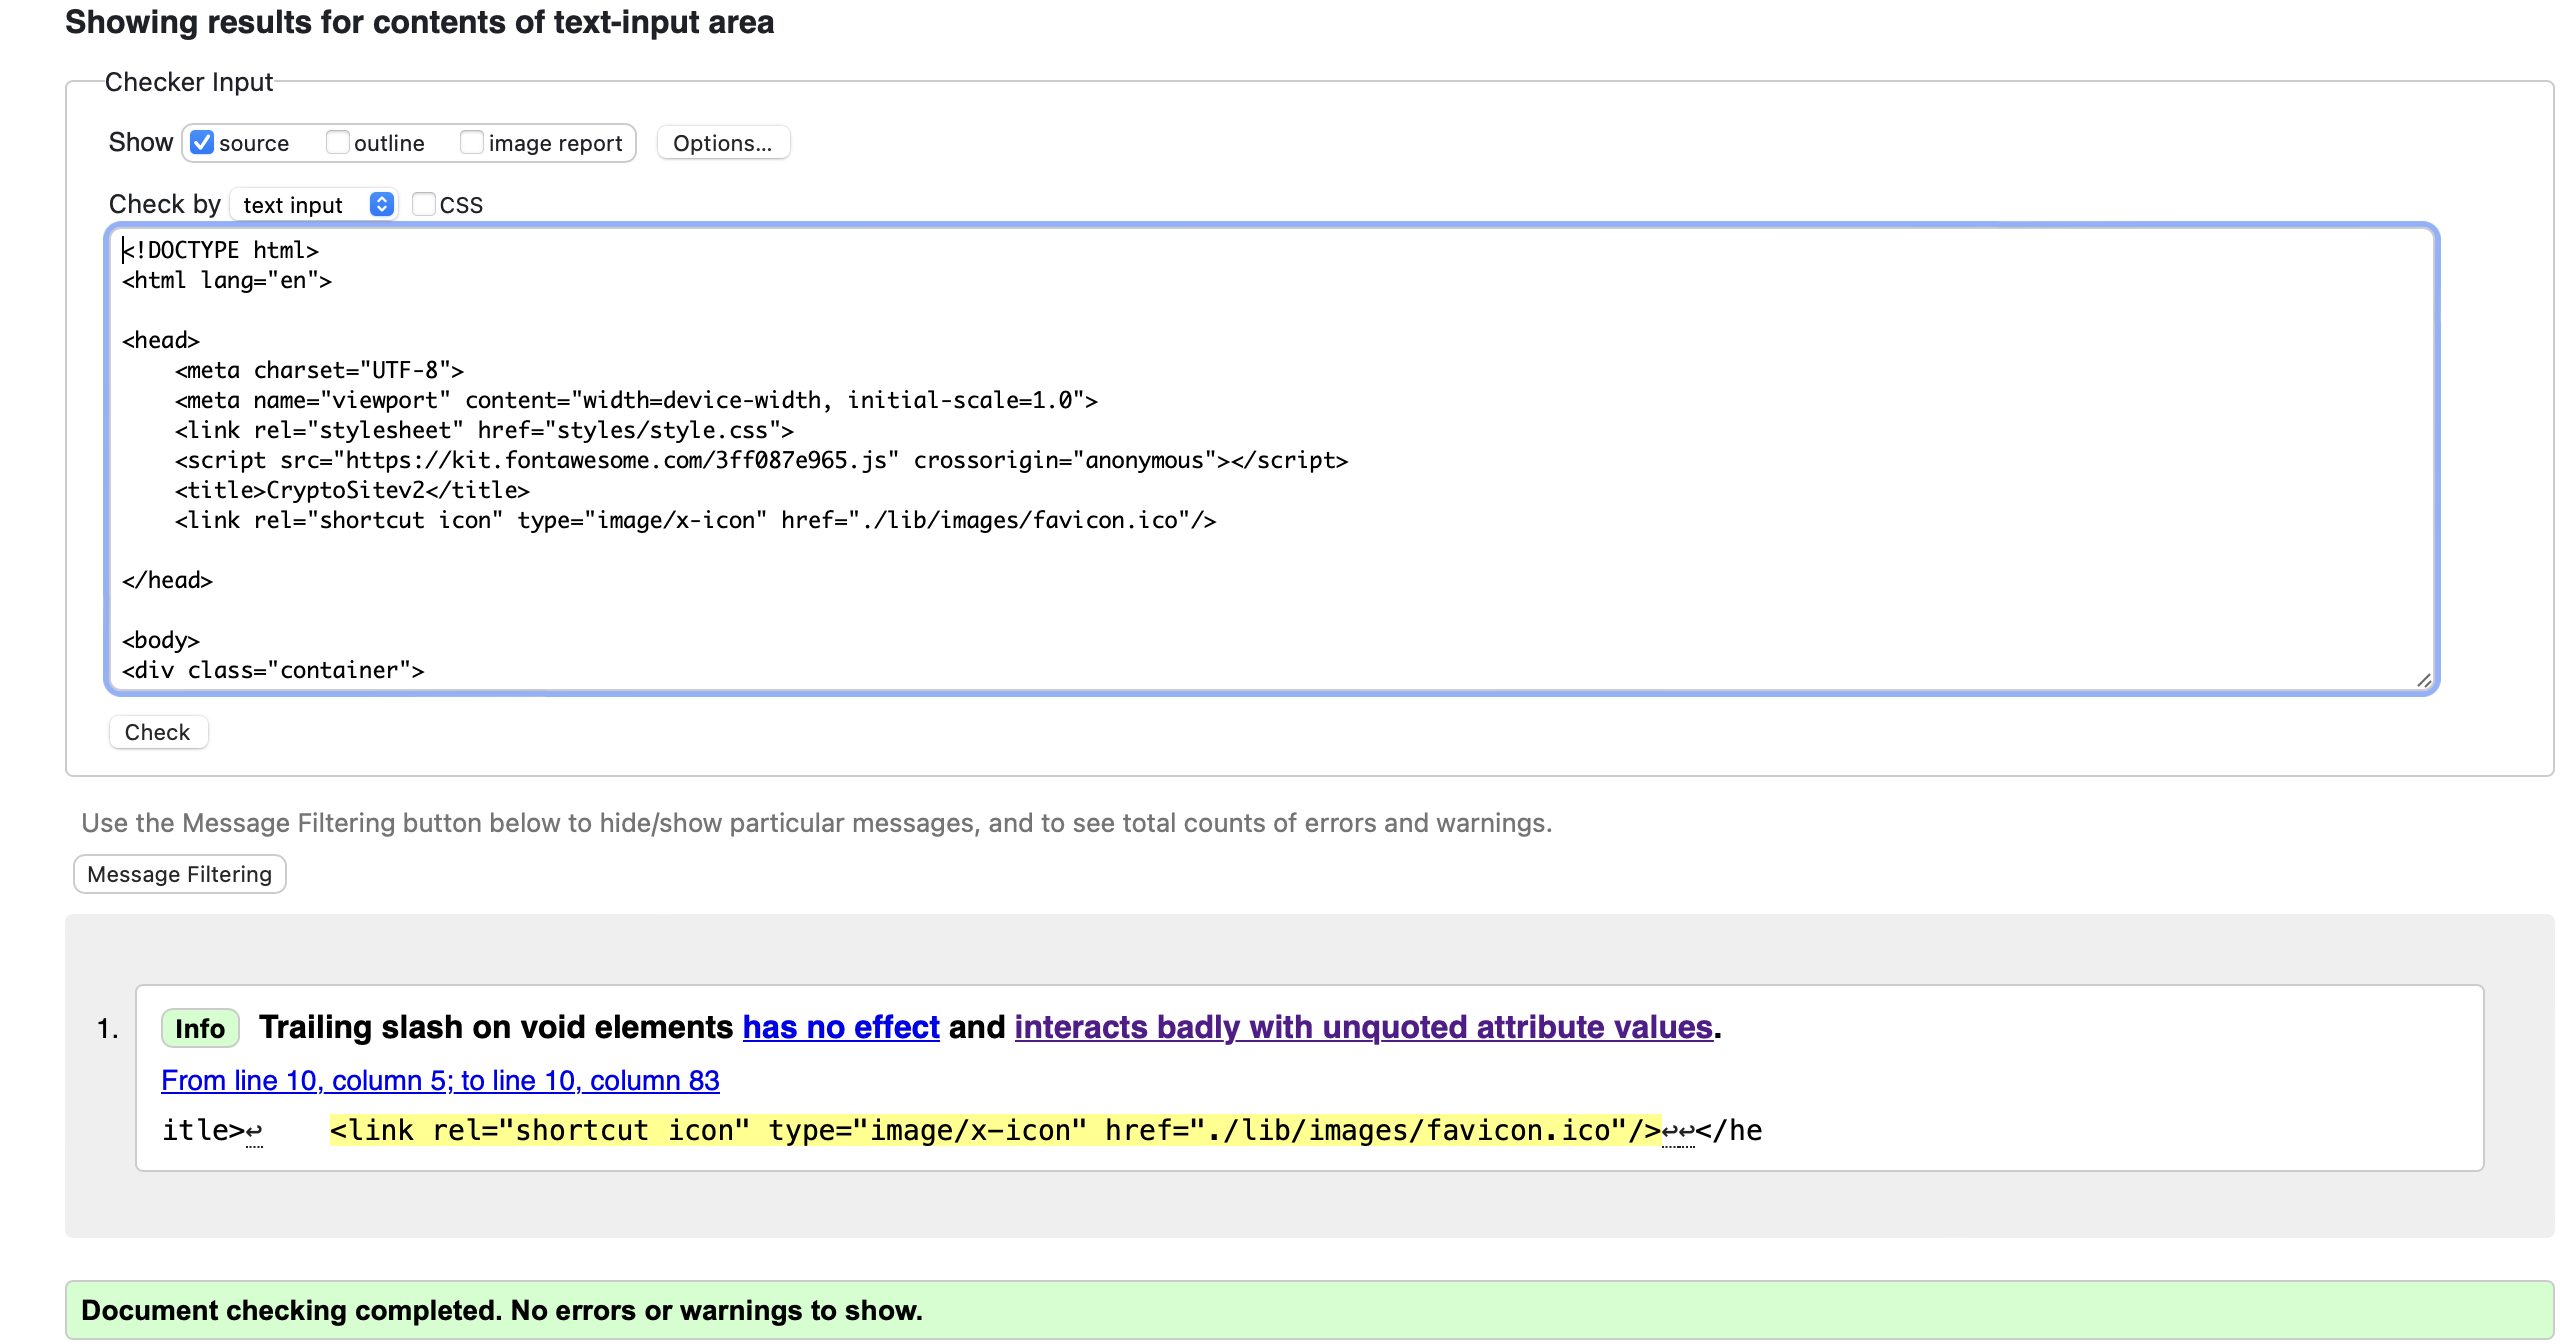 Showing results for contents of text-input area
Checker Input
Show source outline image report Options...
Check by text input CSS
<!DOCTYPE html>
<html lang="en">
<head>
    <meta charset="UTF-8">
    <meta name="viewport" content="width=device-width, initial-scale=1.0">
    <link rel="stylesheet" href="styles/style.css">
    <script src="https://kit.fontawesome.com/3ff087e965.js" crossorigin="anonymous"></script>
    <title>CryptoSitev2</title>
    <link rel="shortcut icon" type="image/x-icon" href="./lib/images/favicon.ico"/>
</head>
<body>
<div class="container">
Check
Use the Message Filtering button below to hide/show particular messages, and to see total counts of errors and warnings.
Message Filtering
1. Info Trailing slash on void elements has no effect and interacts badly with unquoted attribute values.
From line 10, column 5; to line 10, column 83
itle>↩    <link rel="shortcut icon" type="image/x-icon" href="./lib/images/favicon.ico"/>↩↩</he
Document checking completed. No errors or warnings to show.